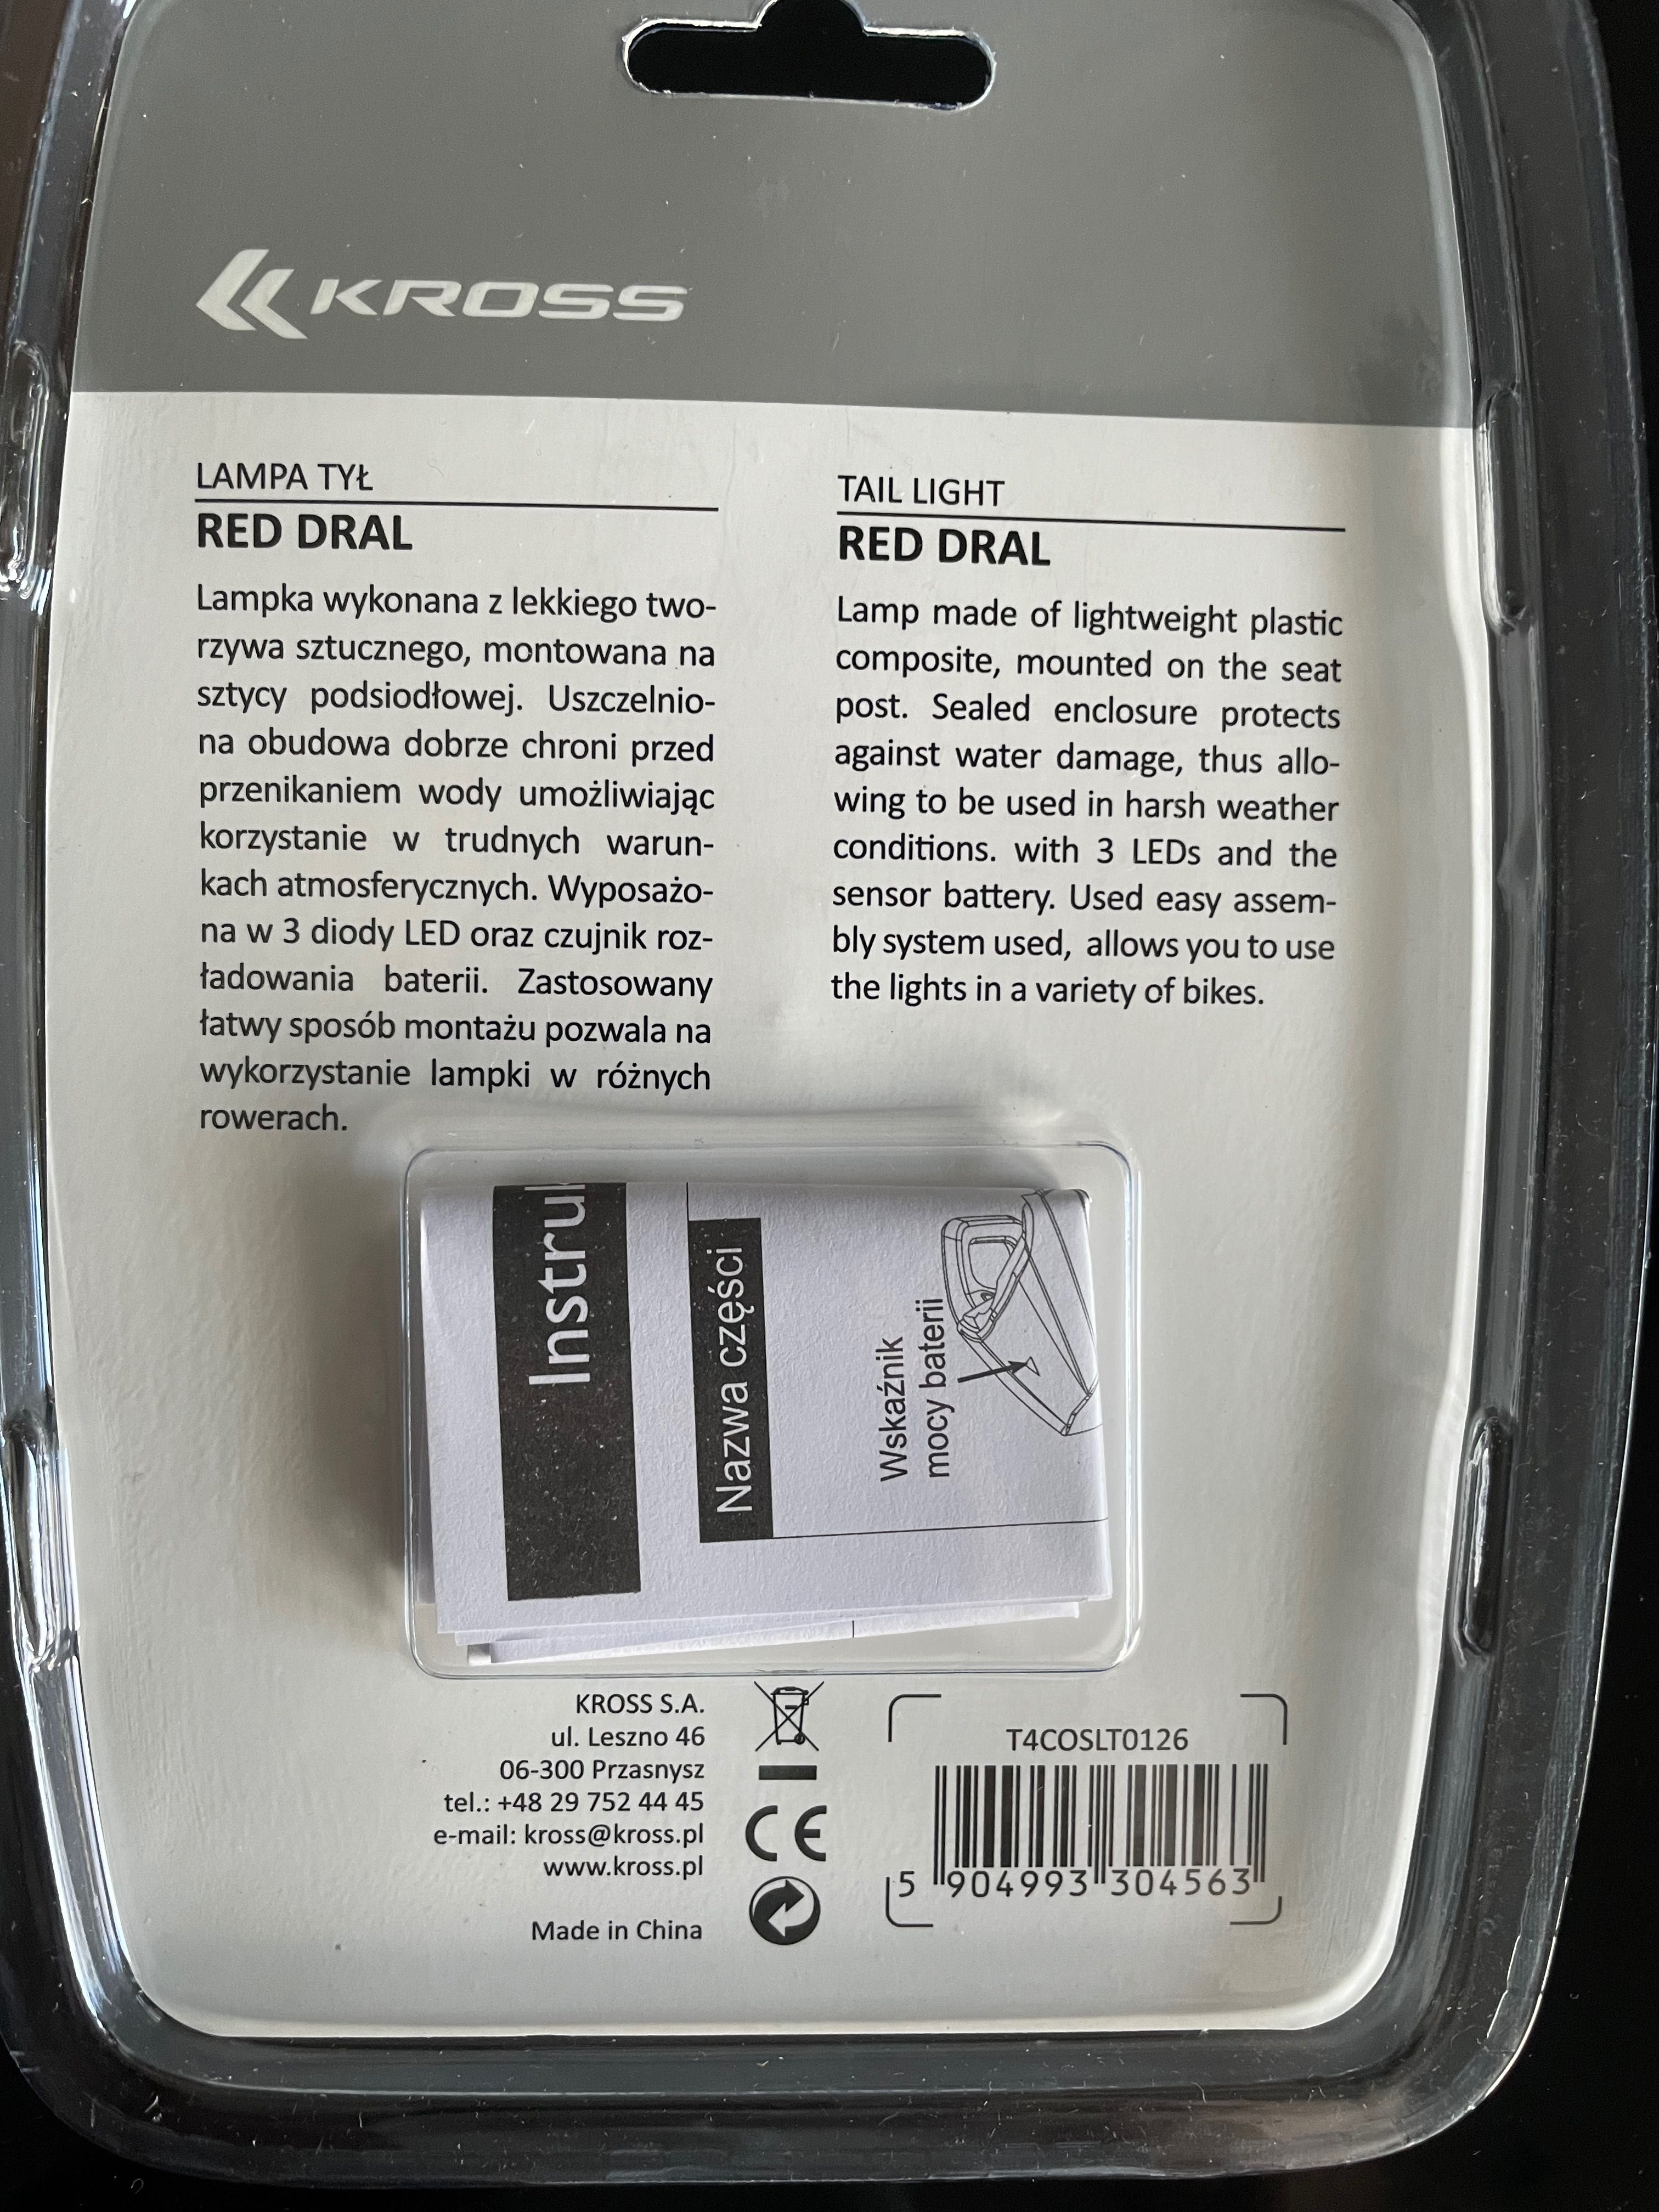 KROSS
LAMPA TYŁ
RED DRAL
Lampka wykonana z lekkiego two-
rzywa sztucznego, montowana na
sztycy podsiodłowej. Uszczelnio-
na obudowa dobrze chroni przed
przenikaniem wody umożliwiając
korzystanie w trudnych warun-
kach atmosferycznych. Wyposażo-
na w 3 diody LED oraz czujnik roz-
ładowania baterii. Zastosowany
łatwy sposób montażu pozwala na
wykorzystanie lampki w różnych
rowerach.
TAIL LIGHT
RED DRAL
Lamp made of lightweight plastic
composite, mounted on the seat
post. Sealed enclosure protects
against water damage, thus allo-
wing to be used in harsh weather
conditions. with 3 LEDs and the
sensor battery. Used easy assem-
bly system used, allows you to use
the lights in a variety of bikes.
Instruk
Nazwa części
Wskaźnik
mocy baterii
KROSS S.A.
ul. Leszno 46
06-300 Przasnysz
tel.: +48 29 752 44 45
e-mail: kross@kross.pl
www.kross.pl
Made in China
CE
T4COSLT0126
5 904993 304563